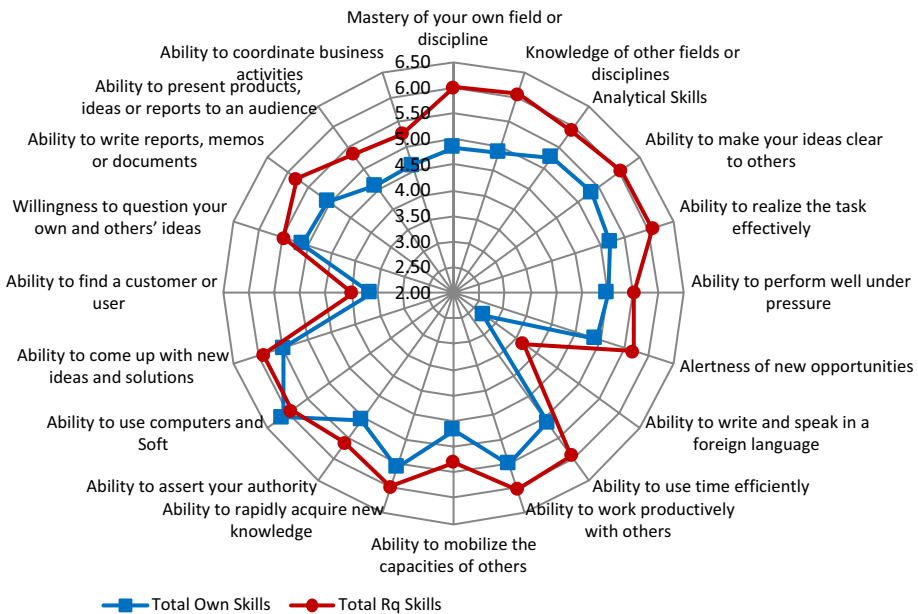 Mastery of your own field or
discipline
Knowledge of other fields or
disciplines
Analytical Skills
Ability to make your ideas clear
to others
Ability to realize the task
effectively
Ability to perform well under
pressure
Alertness of new opportunities
Ability to write and speak in a
foreign language
Ability to use time efficiently
Ability to work productively
with others
Ability to mobilize the
capacities of others
Ability to rapidly acquire new
knowledge
Ability to assert your authority
Ability to use computers and
Soft
Ability to come up with new
ideas and solutions
Ability to find a customer or
user
Willingness to question your
own and others’ ideas
Ability to write reports, memos
or documents
Ability to present products,
ideas or reports to an audience
Ability to coordinate business
activities
6.50
6.00
5.50
5.00
4.50
4.00
3.50
3.00
2.50
2.00
Total Own Skills
Total Rq Skills